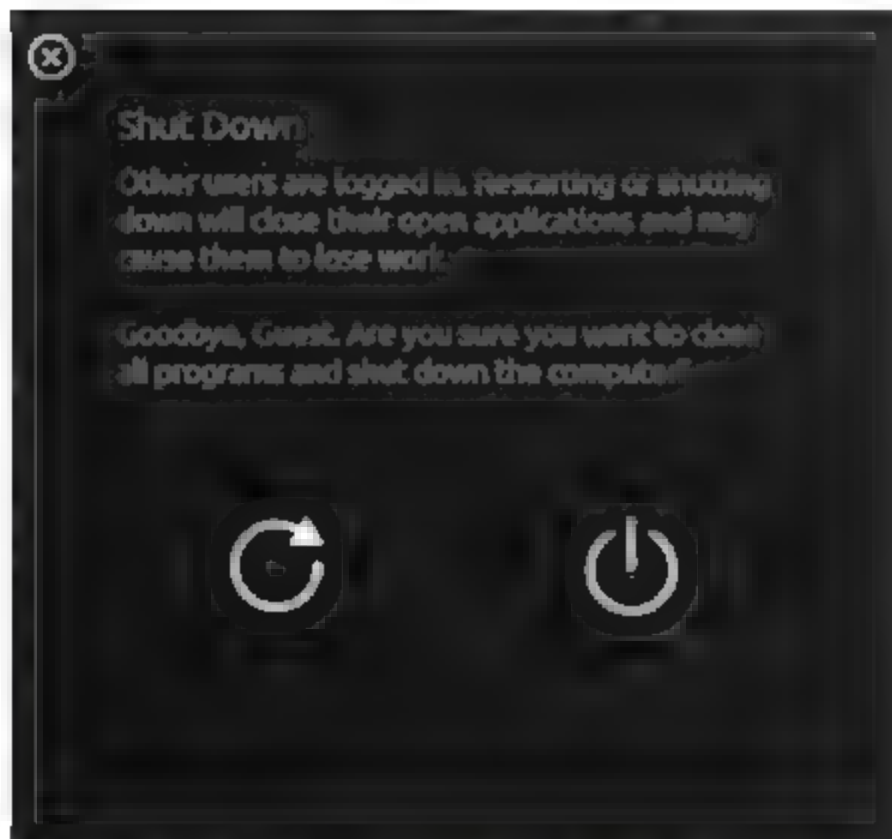 Shut Down
Other users are logged in. Restarting or shutting
down will close their open applications and may
cause them to lose work.
Goodbye, Guest. Are you sure you want to close
all programs and shut down the computer?